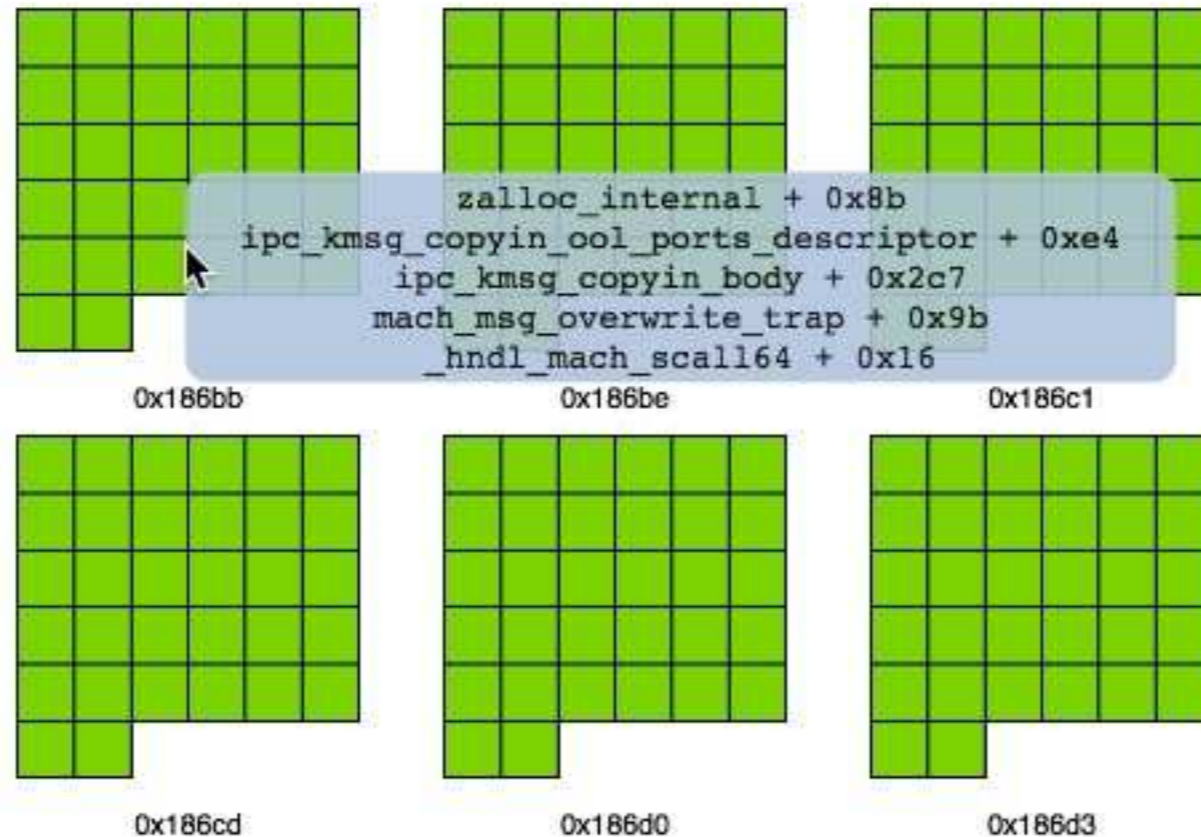 zalloc_internal + 0x8b
ipc_kmsg_copyin_ool_ports_descriptor + 0xe4
ipc_kmsg_copyin_body + 0x2c7
mach_msg_overwrite_trap + 0x9b
_hndl_mach_scall64 + 0x16
0x186bb
0x186be
0x186c1
0x186cd
0x186d0
0x186d3